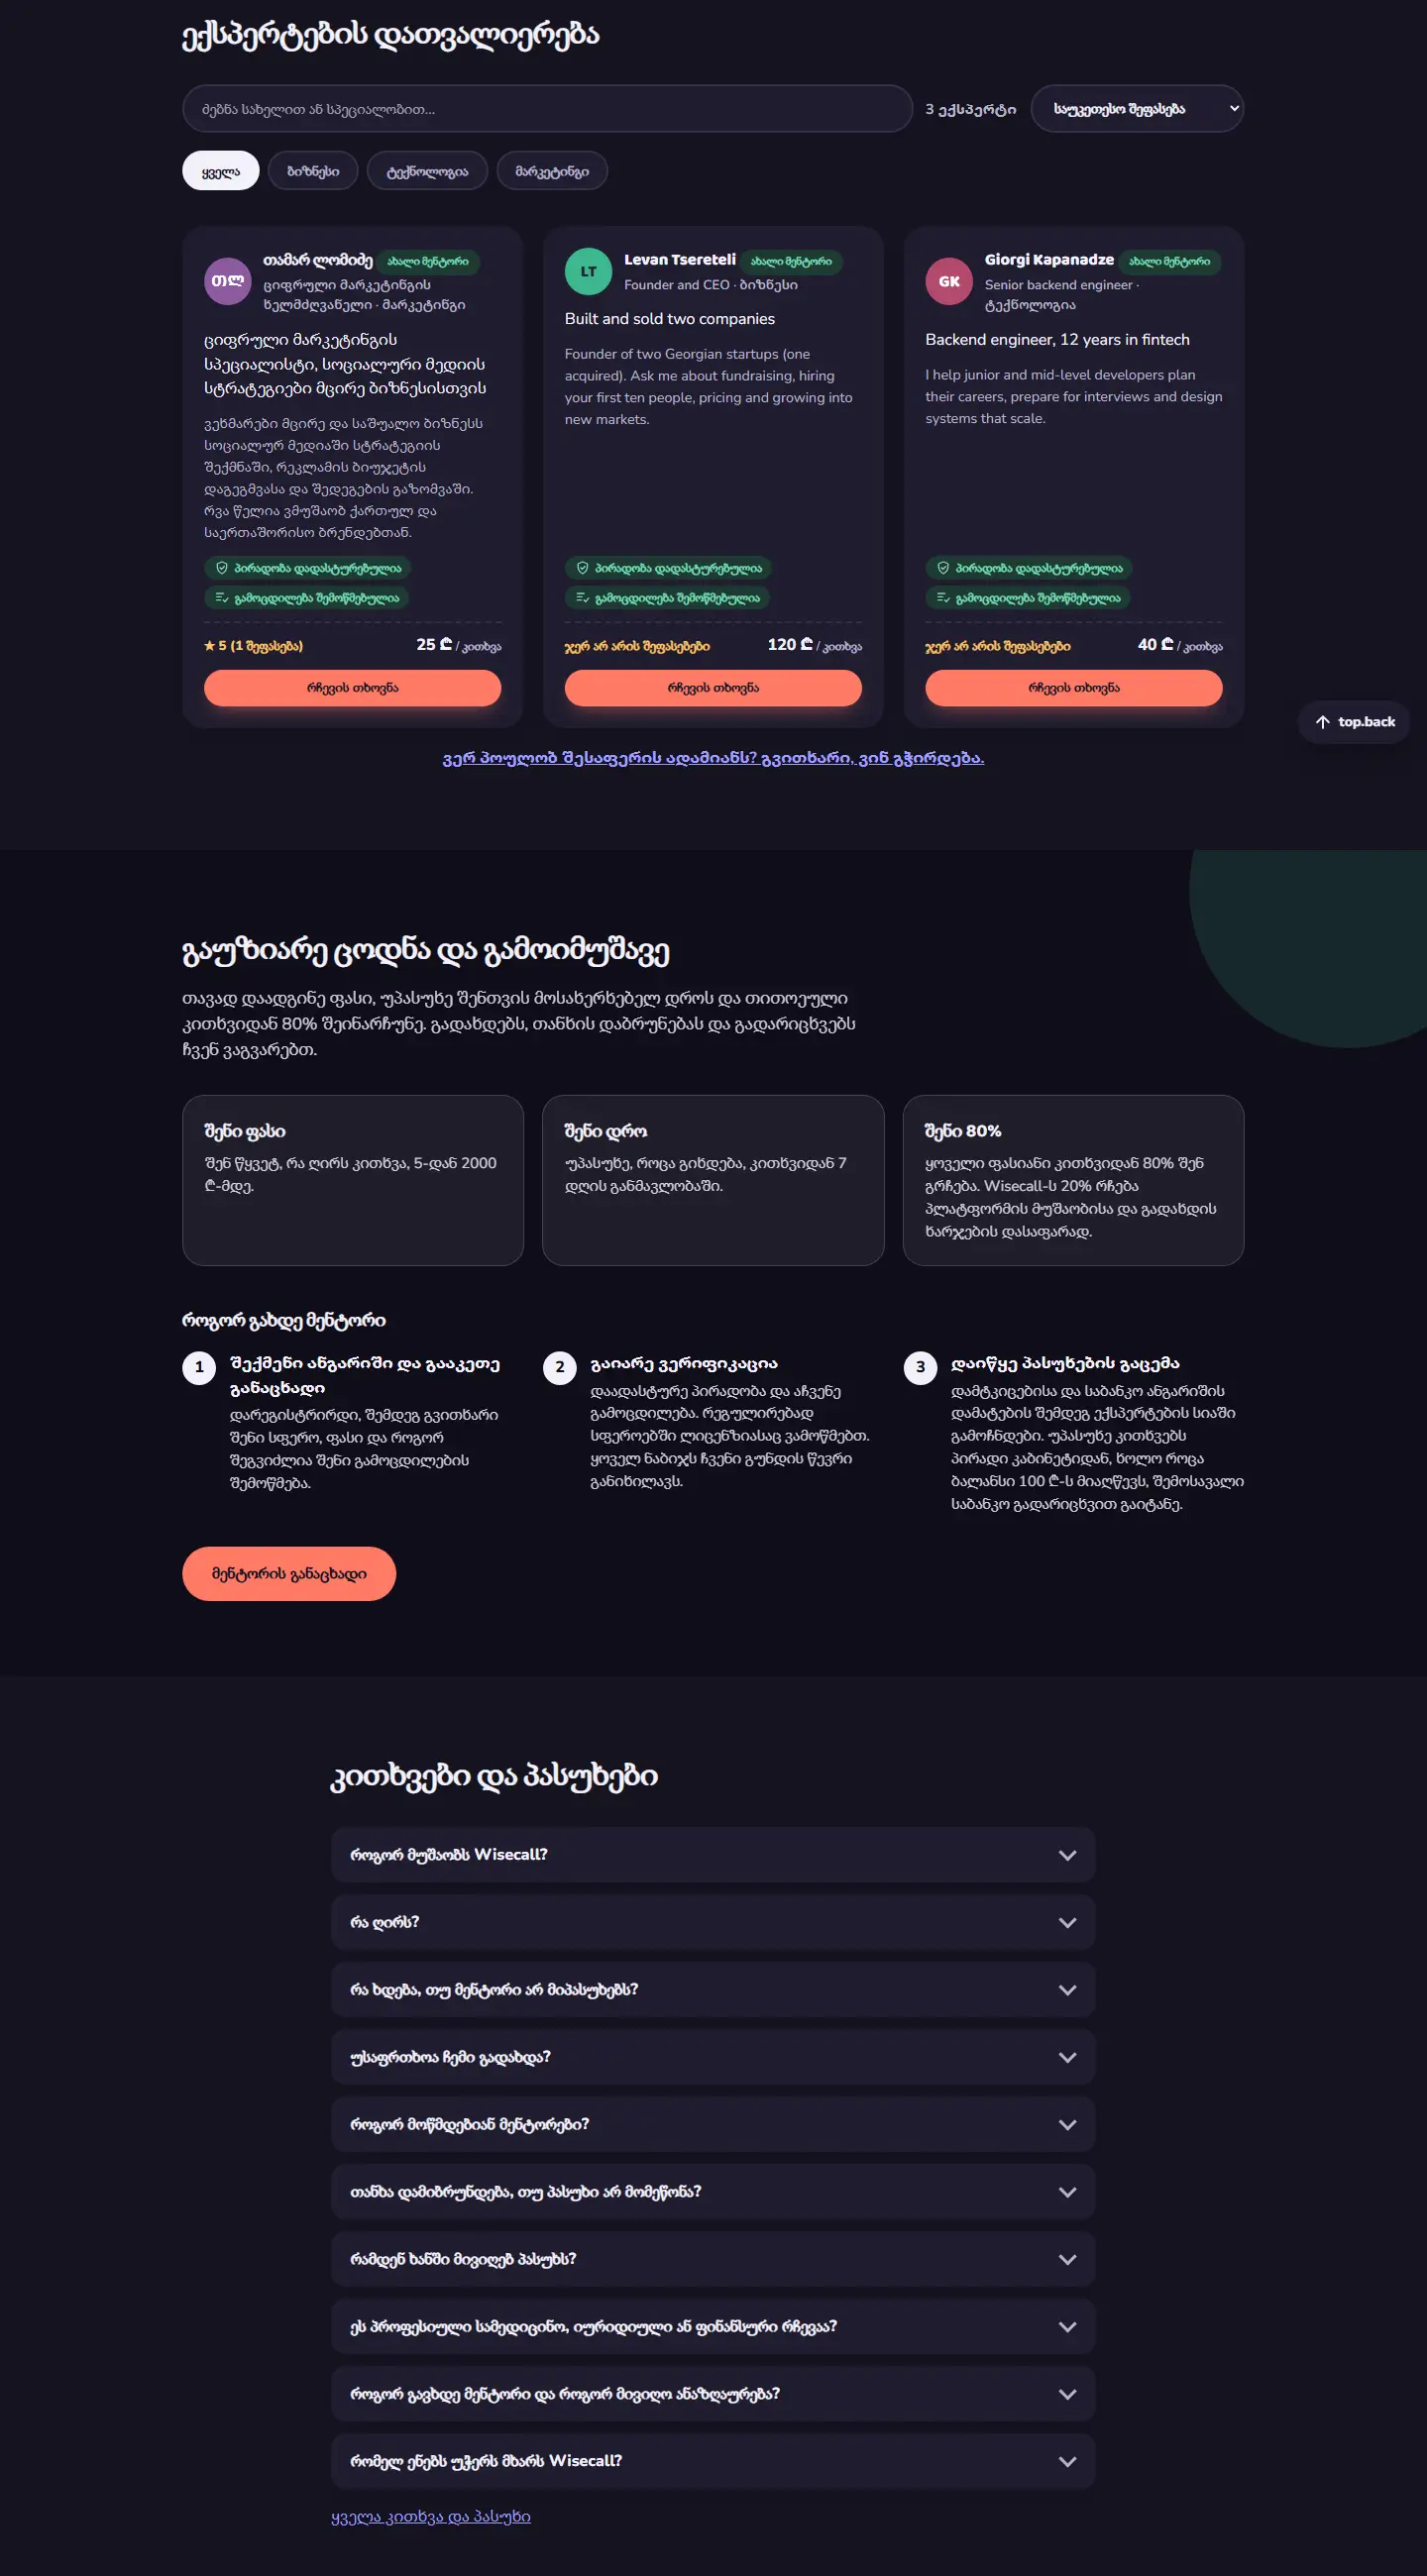 ექსპერტების დათვალიერება
ძებნა სახელით ან სპეციალობით...
3 ექსპერტი
საუკეთესო შეფასება
ყველა
ბიზნესი
ტექნოლოგია
მარკეტინგი
თლ
თამარ ლომიძე
ახალი მენტორი
ციფრული მარკეტინგის
ხელმძღვანელი · მარკეტინგი
ციფრული მარკეტინგის
სპეციალისტი, სოციალური მედიის
სტრატეგიები მცირე ბიზნესისთვის
ვეხმარები მცირე და საშუალო ბიზნესს
სოციალურ მედიაში სტრატეგიის
შექმნაში, რეკლამის ბიუჯეტის
დაგეგმვასა და შედეგების გაზომვაში.
რვა წელია ვმუშაობ ქართულ და
საერთაშორისო ბრენდებთან.
პირადობა დადასტურებულია
გამოცდილება შემოწმებულია
★ 5 (1 შეფასება)
25 ₾ / კითხვა
რჩევის თხოვნა
LT
Levan Tsereteli
ახალი მენტორი
Founder and CEO · ბიზნესი
Built and sold two companies
Founder of two Georgian startups (one
acquired). Ask me about fundraising, hiring
your first ten people, pricing and growing into
new markets.
პირადობა დადასტურებულია
გამოცდილება შემოწმებულია
ჯერ არ არის შეფასებები
120 ₾ / კითხვა
რჩევის თხოვნა
GK
Giorgi Kapanadze
ახალი მენტორი
Senior backend engineer ·
ტექნოლოგია
Backend engineer, 12 years in fintech
I help junior and mid-level developers plan
their careers, prepare for interviews and design
systems that scale.
პირადობა დადასტურებულია
გამოცდილება შემოწმებულია
ჯერ არ არის შეფასებები
40 ₾ / კითხვა
რჩევის თხოვნა
top.back
ვერ პოულობ შესაფერის ადამიანს? გვითხარი, ვინ გჭირდება.
გაუზიარე ცოდნა და გამოიმუშავე
თავად დაადგინე ფასი, უპასუხე შენთვის მოსახერხებელ დროს და თითოეული
კითხვიდან 80% შეინარჩუნე. გადახდებს, თანხის დაბრუნებას და გადარიცხვებს
ჩვენ ვაგვარებთ.
შენი ფასი
შენ წყვეტ, რა ღირს კითხვა, 5-დან 2000
₾-მდე.
შენი დრო
უპასუხე, როცა გიხდება, კითხვიდან 7
დღის განმავლობაში.
შენი 80%
ყოველი ფასიანი კითხვიდან 80% შენ
გრჩება. Wisecall-ს 20% რჩება
პლატფორმის მუშაობისა და გადახდის
ხარჯების დასაფარად.
როგორ გახდე მენტორი
1
შექმენი ანგარიში და გააკეთე
განაცხადი
დარეგისტრირდი, შემდეგ გვითხარი
შენი სფერო, ფასი და როგორ
შეგვიძლია შენი გამოცდილების
შემოწმება.
2
გაიარე ვერიფიკაცია
დაადასტურე პირადობა და აჩვენე
გამოცდილება. რეგულირებად
სფეროებში ლიცენზიასაც ვამოწმებთ.
ყოველ ნაბიჯს ჩვენი გუნდის წევრი
განიხილავს.
3
დაიწყე პასუხების გაცემა
დამტკიცებისა და საბანკო ანგარიშის
დამატების შემდეგ ექსპერტების სიაში
გამოჩნდები. უპასუხე კითხვებს
პირადი კაბინეტიდან, ხოლო როცა
ბალანსი 100 ₾-ს მიაღწევს, შემოსავალი
საბანკო გადარიცხვით გაიტანე.
მენტორის განაცხადი
კითხვები და პასუხები
როგორ მუშაობს Wisecall?
რა ღირს?
რა ხდება, თუ მენტორი არ მიპასუხებს?
უსაფრთხოა ჩემი გადახდა?
როგორ მოწმდებიან მენტორები?
თანხა დამიბრუნდება, თუ პასუხი არ მომეწონა?
რამდენ ხანში მივიღებ პასუხს?
ეს პროფესიული სამედიცინო, იურიდიული ან ფინანსური რჩევაა?
როგორ გავხდე მენტორი და როგორ მივიღო ანაზღაურება?
რომელ ენებს უჭერს მხარს Wisecall?
ყველა კითხვა და პასუხი